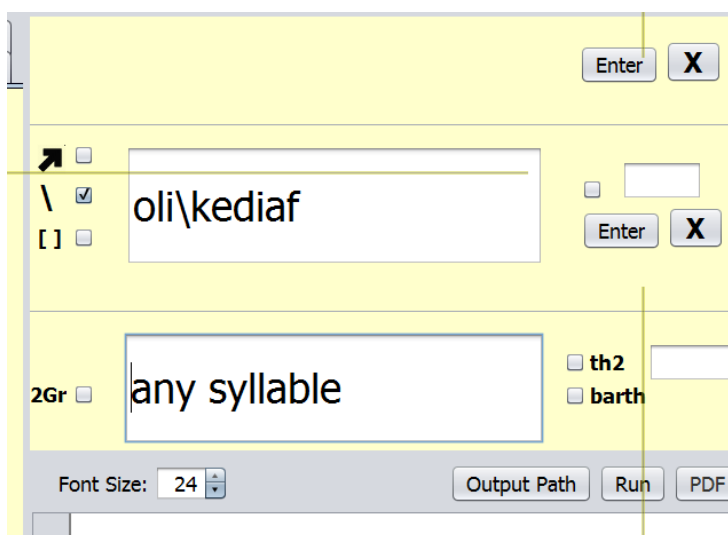 Enter X
\ oli\kediaf
[ ] Enter X
any syllable
th2
2Gr barth
Font Size: 24 Output Path Run PDF